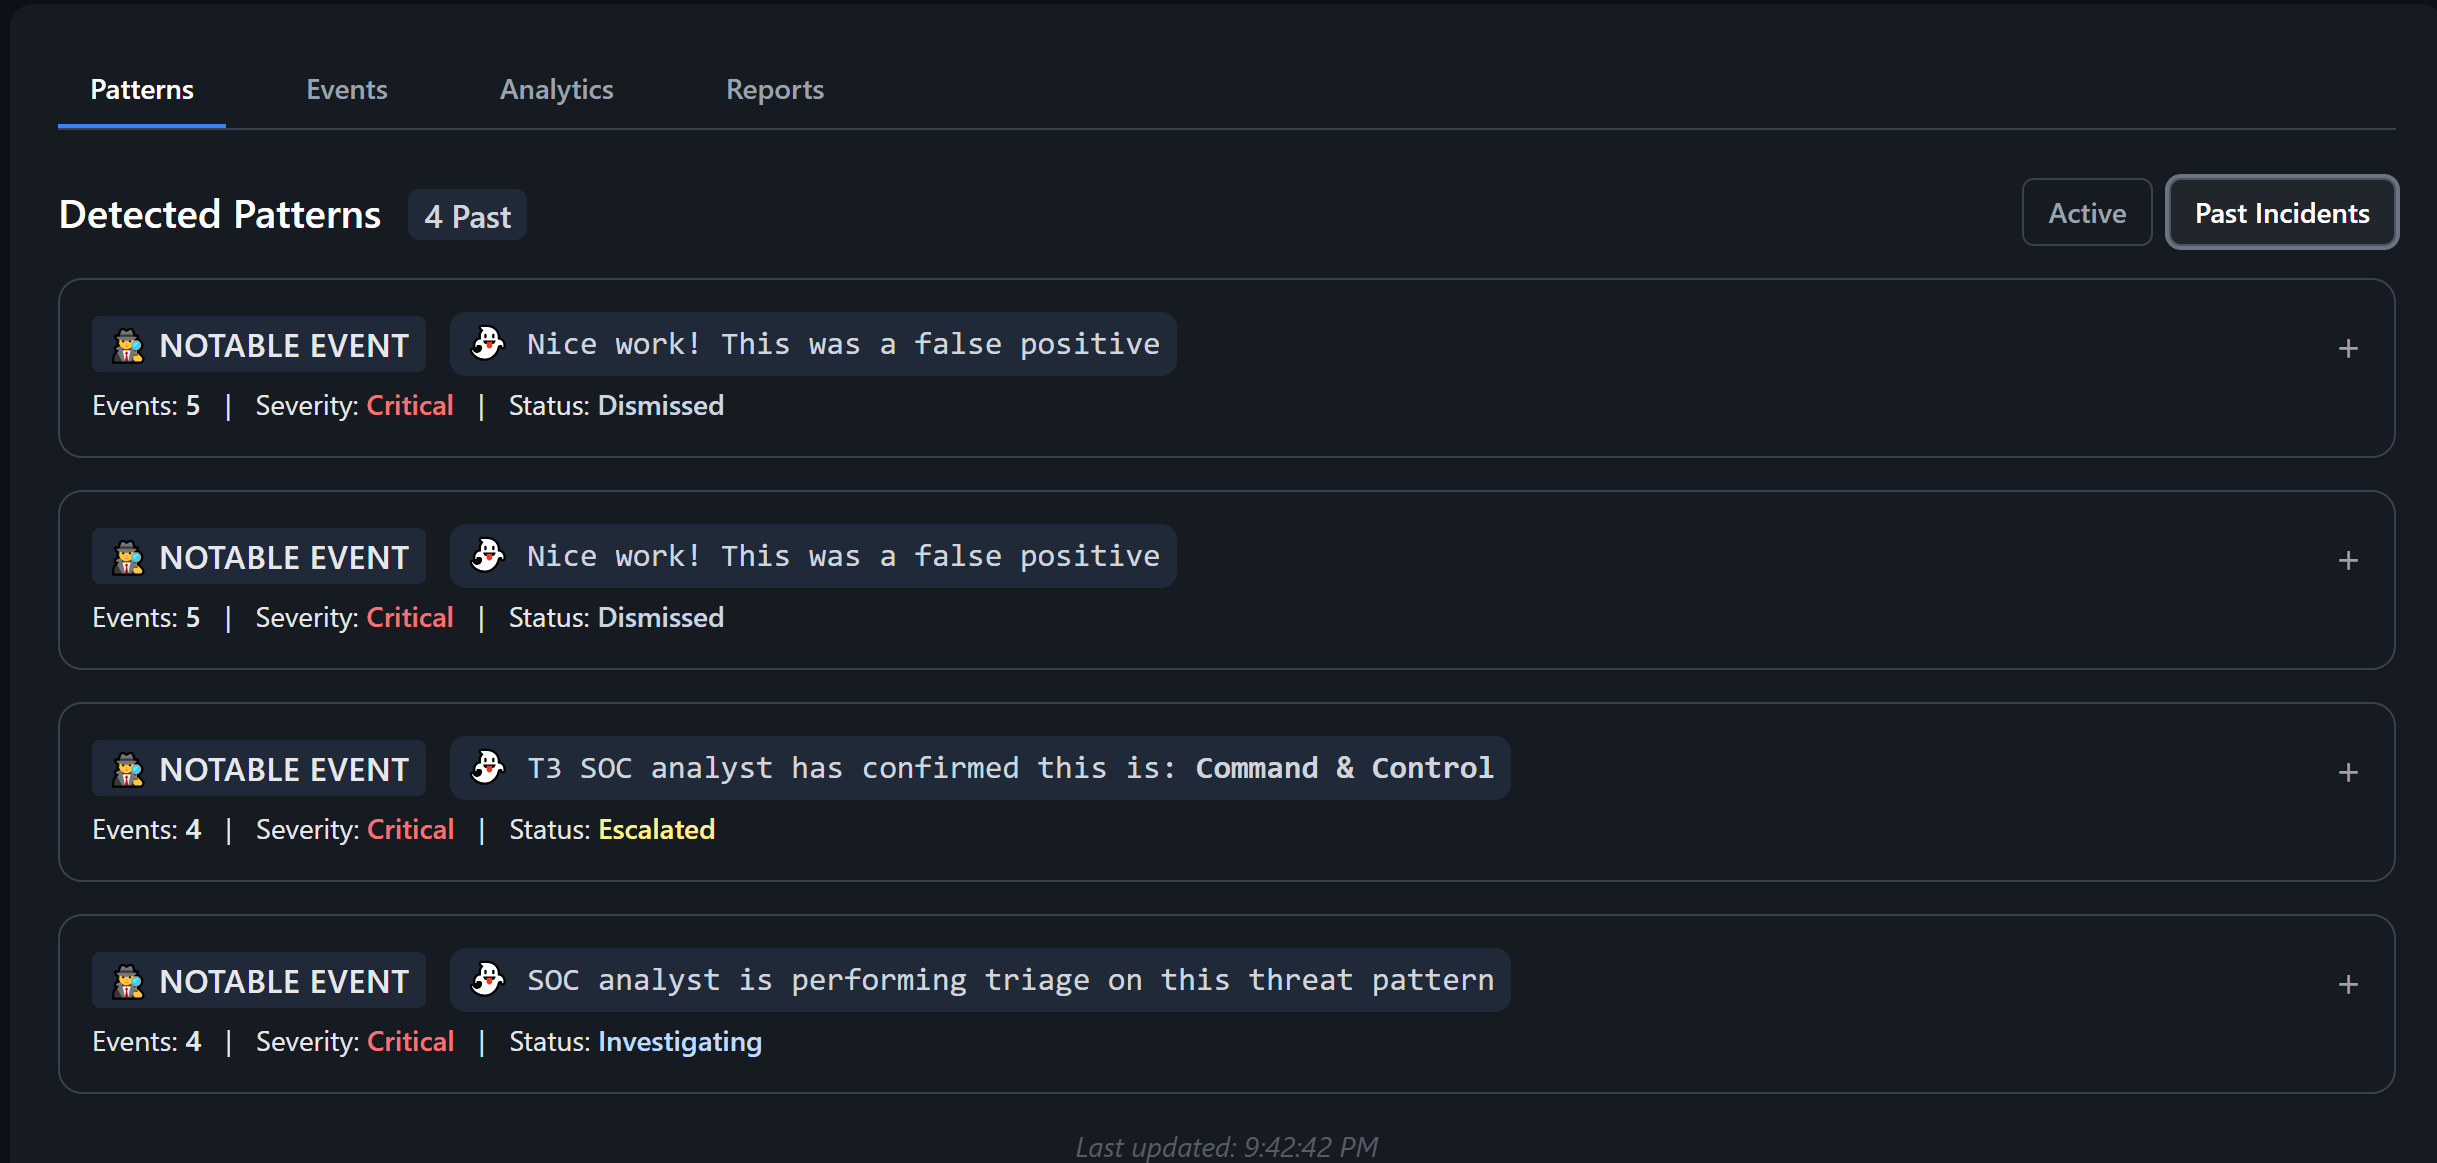 Patterns Events Analytics Reports
Detected Patterns 4 Past Active Past Incidents
NOTABLE EVENT Nice work! This was a false positive +
Events: 5 | Severity: Critical | Status: Dismissed
NOTABLE EVENT Nice work! This was a false positive +
Events: 5 | Severity: Critical | Status: Dismissed
NOTABLE EVENT T3 SOC analyst has confirmed this is: Command & Control +
Events: 4 | Severity: Critical | Status: Escalated
NOTABLE EVENT SOC analyst is performing triage on this threat pattern +
Events: 4 | Severity: Critical | Status: Investigating
Last updated: 9:42:42 PM